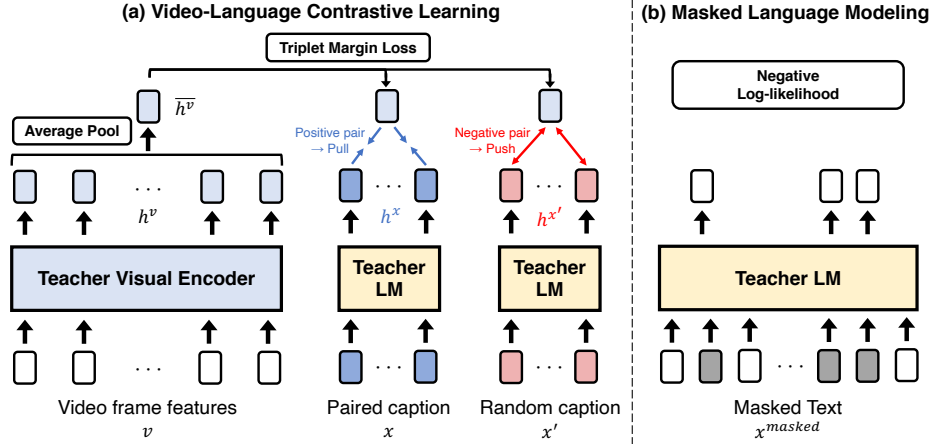 (a) Video-Language Contrastive Learning
Triplet Margin Loss
$\overline{h^v}$
Average Pool
Positive pair
→ Pull
Negative pair
→ Push
. . .
. . .
. . .
$h^v$
$h^x$
$h^{x'}$
Teacher Visual Encoder
Teacher
LM
Teacher
LM
. . .
. . .
. . .
Video frame features
$v$
Paired caption
$x$
Random caption
$x'$
(b) Masked Language Modeling
Negative
Log-likelihood
Teacher LM
. . .
Masked Text
$x^{masked}$